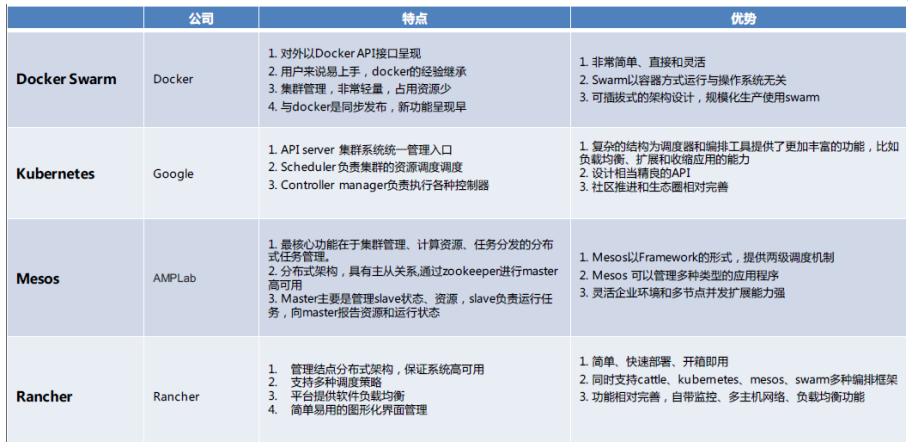 公司
特点
优势
Docker Swarm
Docker
1. 对外以Docker API接口呈现
2. 用户来说易上手，docker的经验继承
3. 集群管理，非常轻量，占用资源少
4. 与docker是同步发布，新功能呈现早
1. 非常简单、直接和灵活
2. Swarm以容器方式运行与操作系统无关
3. 可插拔式的架构设计，规模化生产使用swarm
Kubernetes
Google
1. API server 集群系统统一管理入口
2. Scheduler 负责集群的资源调度调度
3. Controller manager负责执行各种控制器
1. 复杂的结构为调度器和编排工具提供了更加丰富的功能，比如
负载均衡、扩展和收缩应用的能力
2. 设计相当精良的API
3. 社区推进和生态圈相对完善
Mesos
AMPLab
1. 最核心功能在于集群管理、计算资源、任务分发的分布
式任务管理。
2. 分布式架构，具有主从关系,通过zookeeper进行master
高可用
3. Master主要是管理slave状态、资源，slave负责运行任
务，向master报告资源和运行状态
1. Mesos以Framework的形式，提供两级调度机制
2. Mesos 可以管理多种类型的应用程序
3. 灵活企业环境和多节点并发扩展能力强
Rancher
Rancher
1. 管理结点分布式架构，保证系统高可用
2. 支持多种调度策略
3. 平台提供软件负载均衡
4. 简单易用的图形化界面管理
1. 简单、快速部署、开箱即用
2. 同时支持cattle、kubernetes、mesos、swarm多种编排框架
3. 功能相对完善，自带监控、多主机网络、负载均衡功能